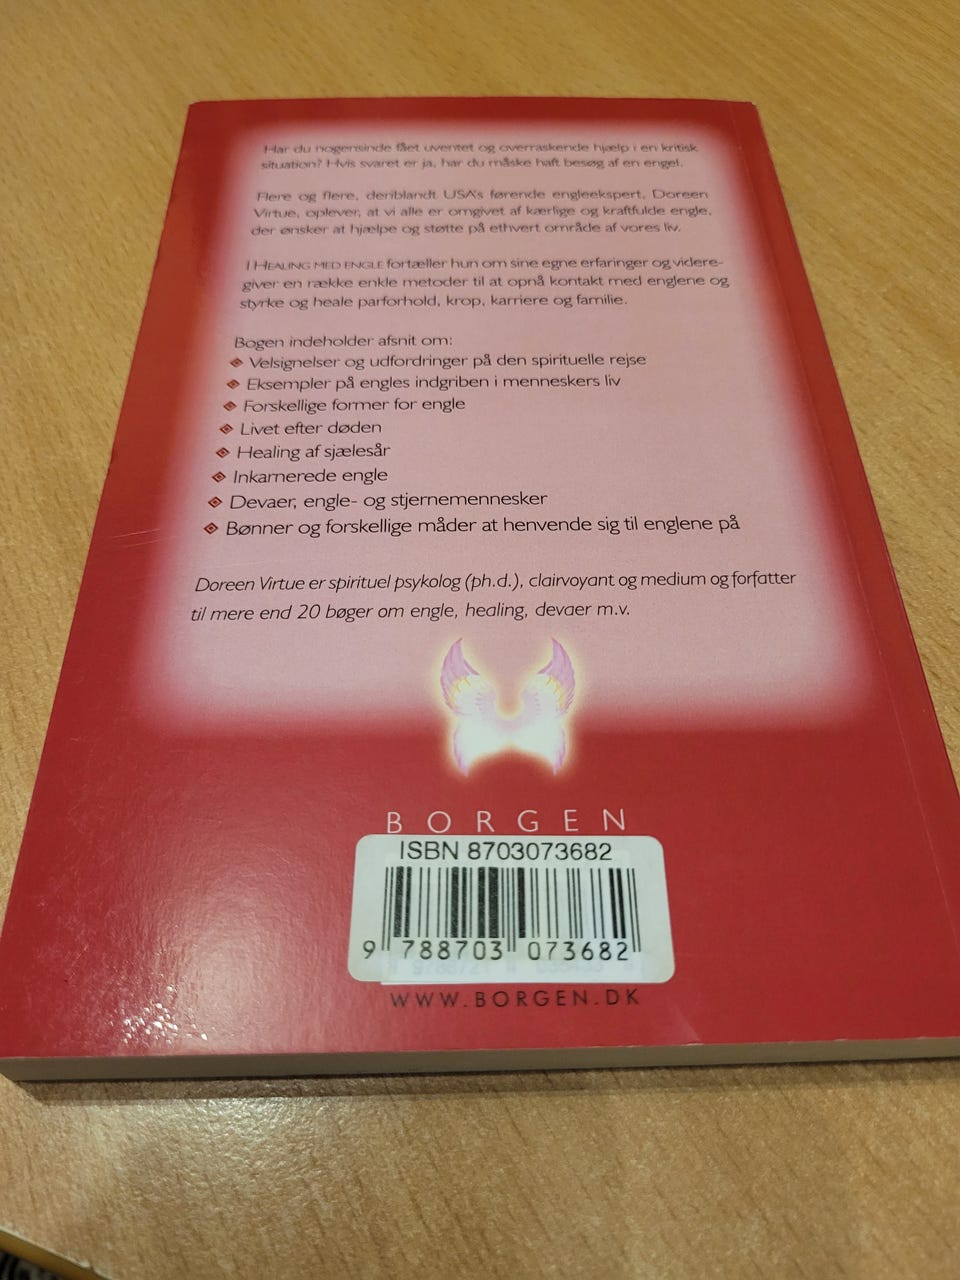 Har du nogensinde fået uventet og overraskende hjælp i en kritisk
situation? Hvis svaret er ja, har du måske haft besøg af en engel.
Flere og flere, deriblandt USA's førende engleekspert, Doreen
Virtue, oplever, at vi alle er omgivet af kærlige og kraftfulde engle,
der ønsker at hjælpe og støtte på ethvert område af vores liv.
I HEALING MED ENGLE fortæller hun om sine egne erfaringer og videre-
giver en række enkle metoder til at opnå kontakt med englene og
styrke og heale parforhold, krop, karriere og familie.
Bogen indeholder afsnit om:
Velsignelser og udfordringer på den spirituelle rejse
Eksempler på engles indgriben i menneskers liv
Forskellige former for engle
Livet efter døden
Healing af sjælesår
Inkarnerede engle
Devaer, engle- og stjernemennesker
Bønner og forskellige måder at henvende sig til englene på
Doreen Virtue er spirituel psykolog (ph.d.), clairvoyant og medium og forfatter
til mere end 20 bøger om engle, healing, devaer m.v.
BORGEN
ISBN 8703073682
9 788703 073682
WWW.BORGEN.DK